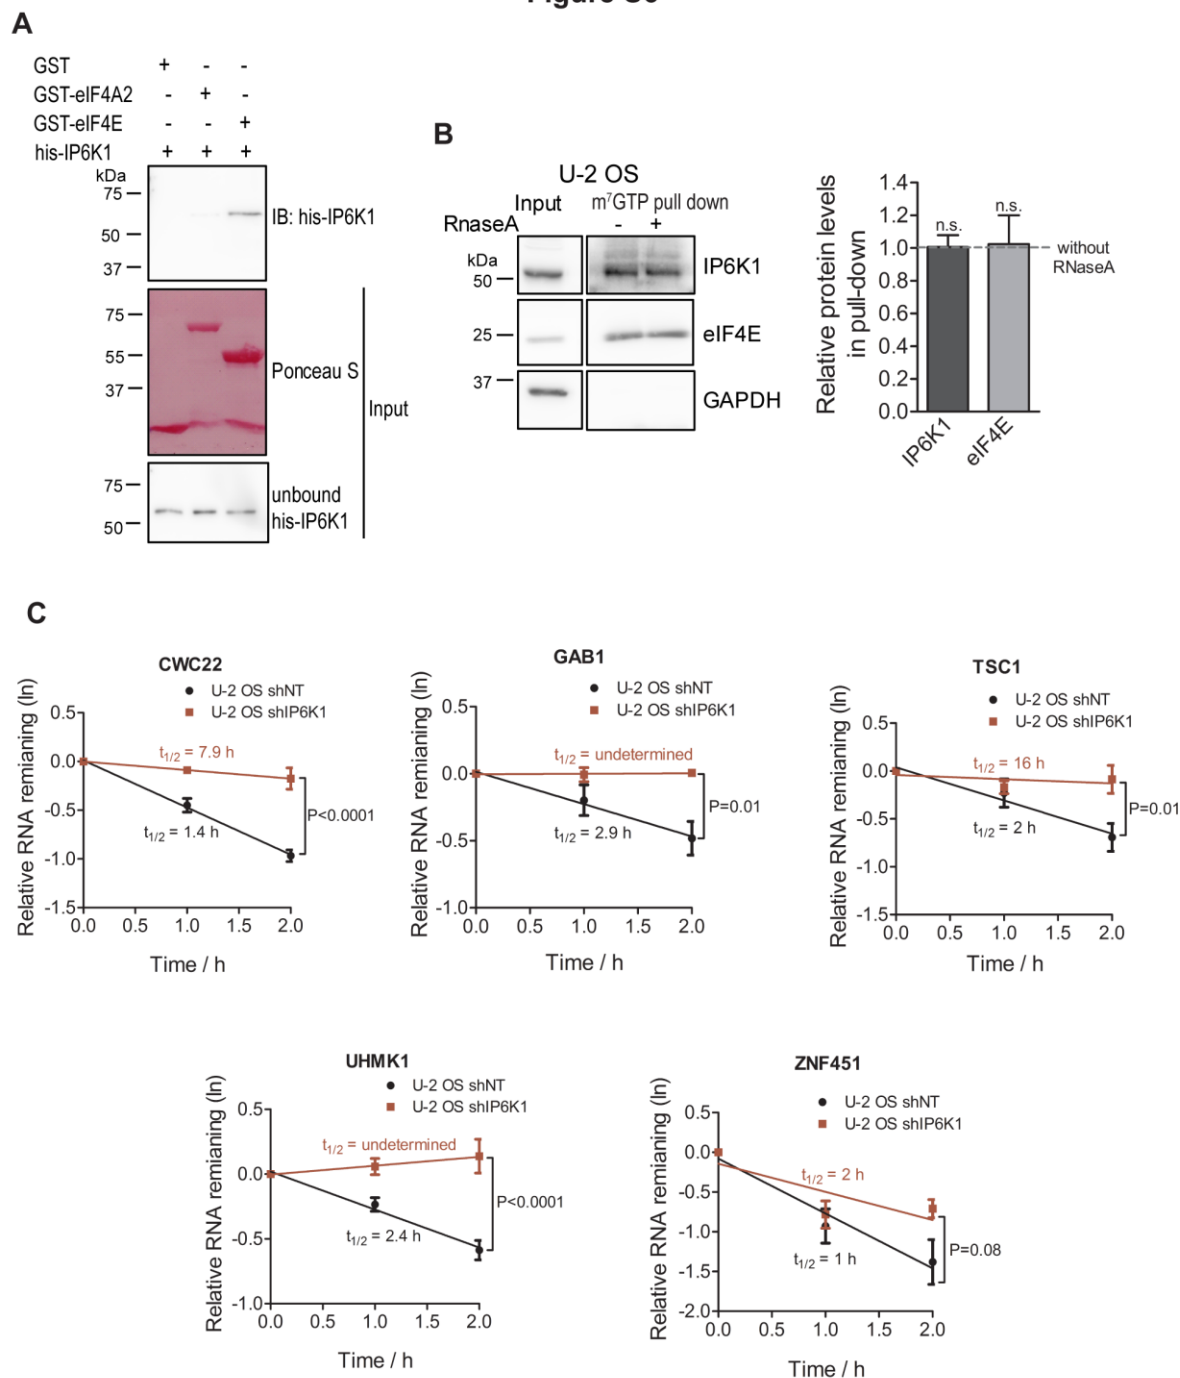 A
GST + - -
GST-eIF4A2 - + -
GST-eIF4E - - +
his-IP6K1 + + +
kDa
75
50
37
IB: his-IP6K1
75
55
37
Ponceau S
Input
75
50
unbound
his-IP6K1
B
U-2 OS
Input m⁷GTP pull down
RnaseA - +
kDa
50
IP6K1
25
eIF4E
37
GAPDH
Relative protein levels
in pull-down
1.4
1.2
1.0
0.8
0.6
0.4
0.2
0.0
n.s.
n.s.
without
RNaseA
IP6K1
eIF4E
C
CWC22
U-2 OS shNT
U-2 OS shIP6K1
Relative RNA remianing (ln)
0.5
0.0
-0.5
-1.0
-1.5
t1/2 = 7.9 h
t1/2 = 1.4 h
P<0.0001
0.0 0.5 1.0 1.5 2.0
Time / h
GAB1
U-2 OS shNT
U-2 OS shIP6K1
Relative RNA remianing (ln)
0.5
0.0
-0.5
-1.0
t1/2 = undetermined
t1/2 = 2.9 h
P=0.01
0.0 0.5 1.0 1.5 2.0
Time / h
TSC1
U-2 OS shNT
U-2 OS shIP6K1
Relative RNA remianing (ln)
0.5
0.0
-0.5
-1.0
-1.5
t1/2 = 16 h
t1/2 = 2 h
P=0.01
0.0 0.5 1.0 1.5 2.0
Time / h
UHMK1
U-2 OS shNT
U-2 OS shIP6K1
Relative RNA remianing (ln)
0.5
0.0
-0.5
-1.0
t1/2 = undetermined
t1/2 = 2.4 h
P<0.0001
0.0 0.5 1.0 1.5 2.0
Time / h
ZNF451
U-2 OS shNT
U-2 OS shIP6K1
Relative RNA remianing (ln)
0.5
0.0
-0.5
-1.0
-1.5
-2.0
t1/2 = 2 h
t1/2 = 1 h
P=0.08
0.0 0.5 1.0 1.5 2.0
Time / h